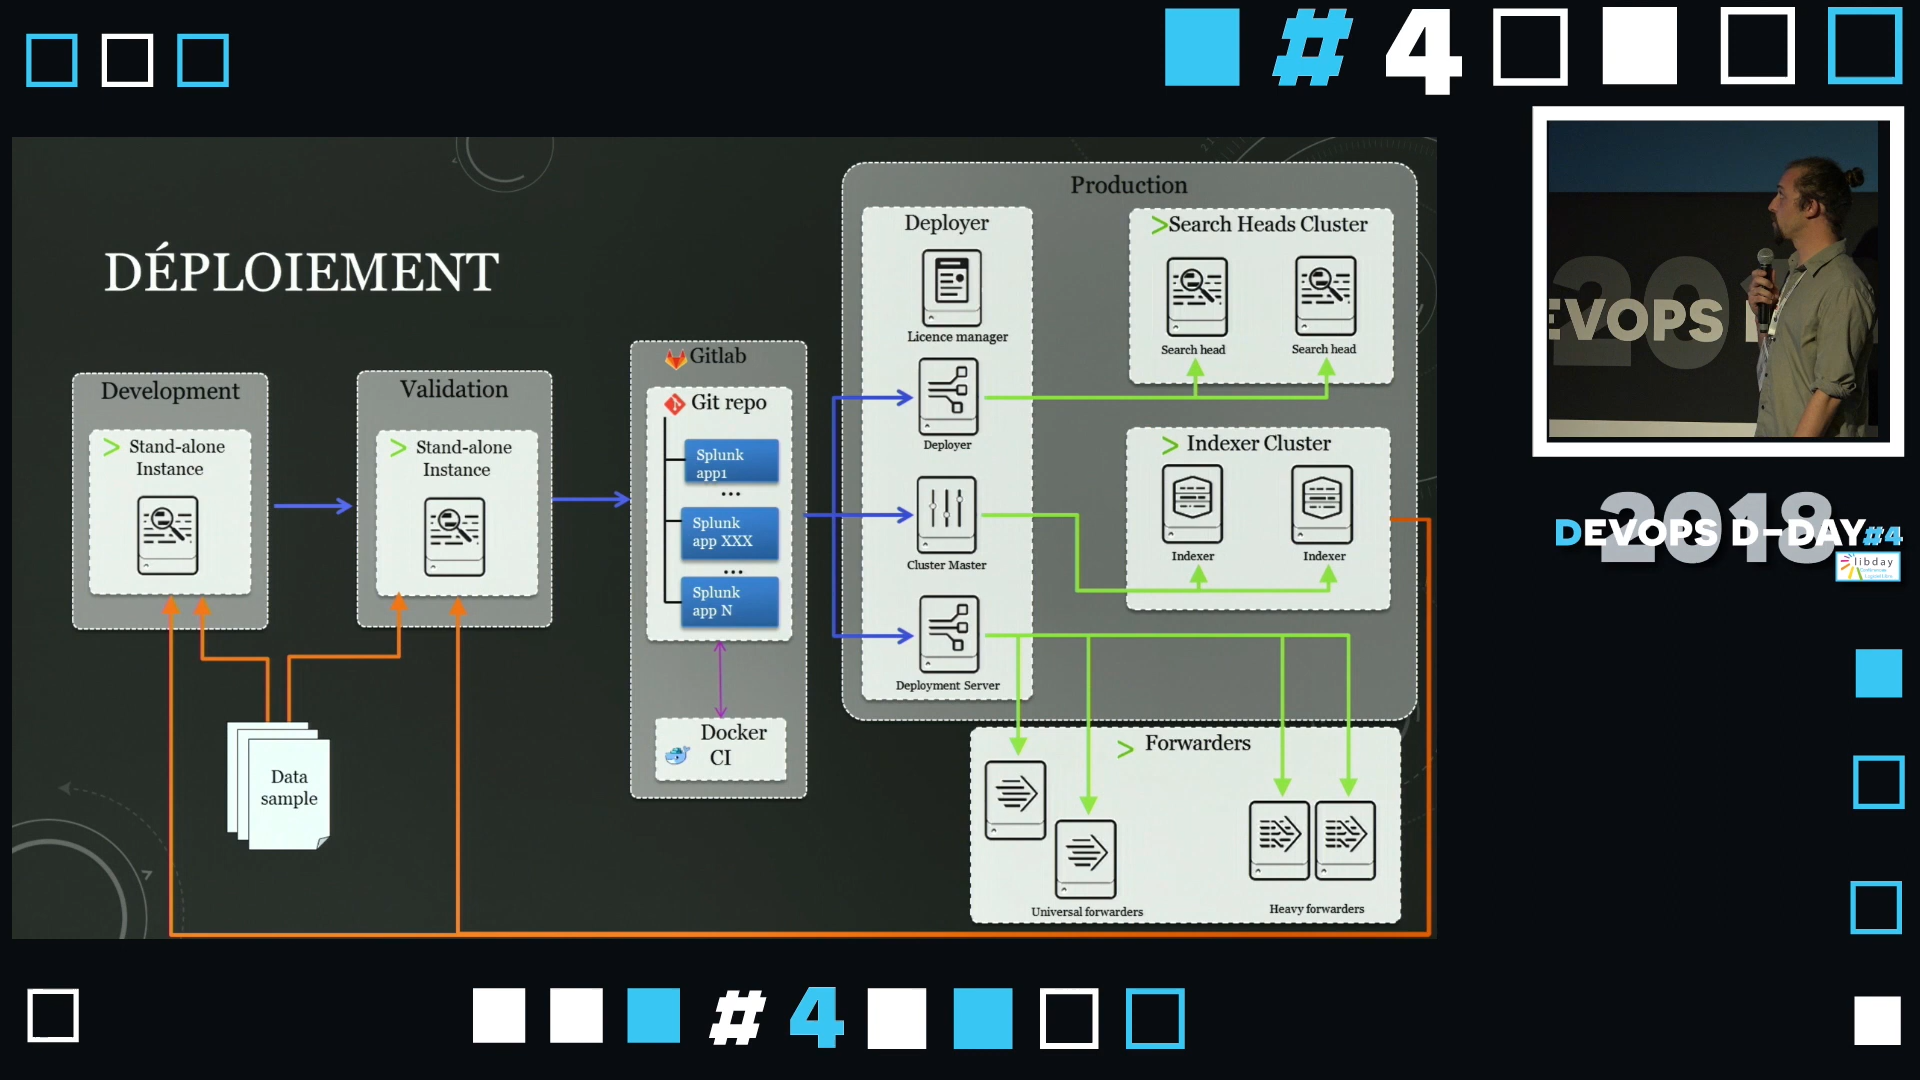 #4
DÉPLOIEMENT
Development
> Stand-alone
Instance
Validation
> Stand-alone
Instance
Data
sample
Gitlab
Git repo
Splunk
app1
...
Splunk
app XXX
...
Splunk
app N
Docker
CI
Production
Deployer
Licence manager
Deployer
Cluster Master
Deployment Server
>Search Heads Cluster
Search head
Search head
> Indexer Cluster
Indexer
Indexer
> Forwarders
Universal forwarders
Heavy forwarders
EVOPS
2018
DEVOPS D-DAY#4
libday
#4